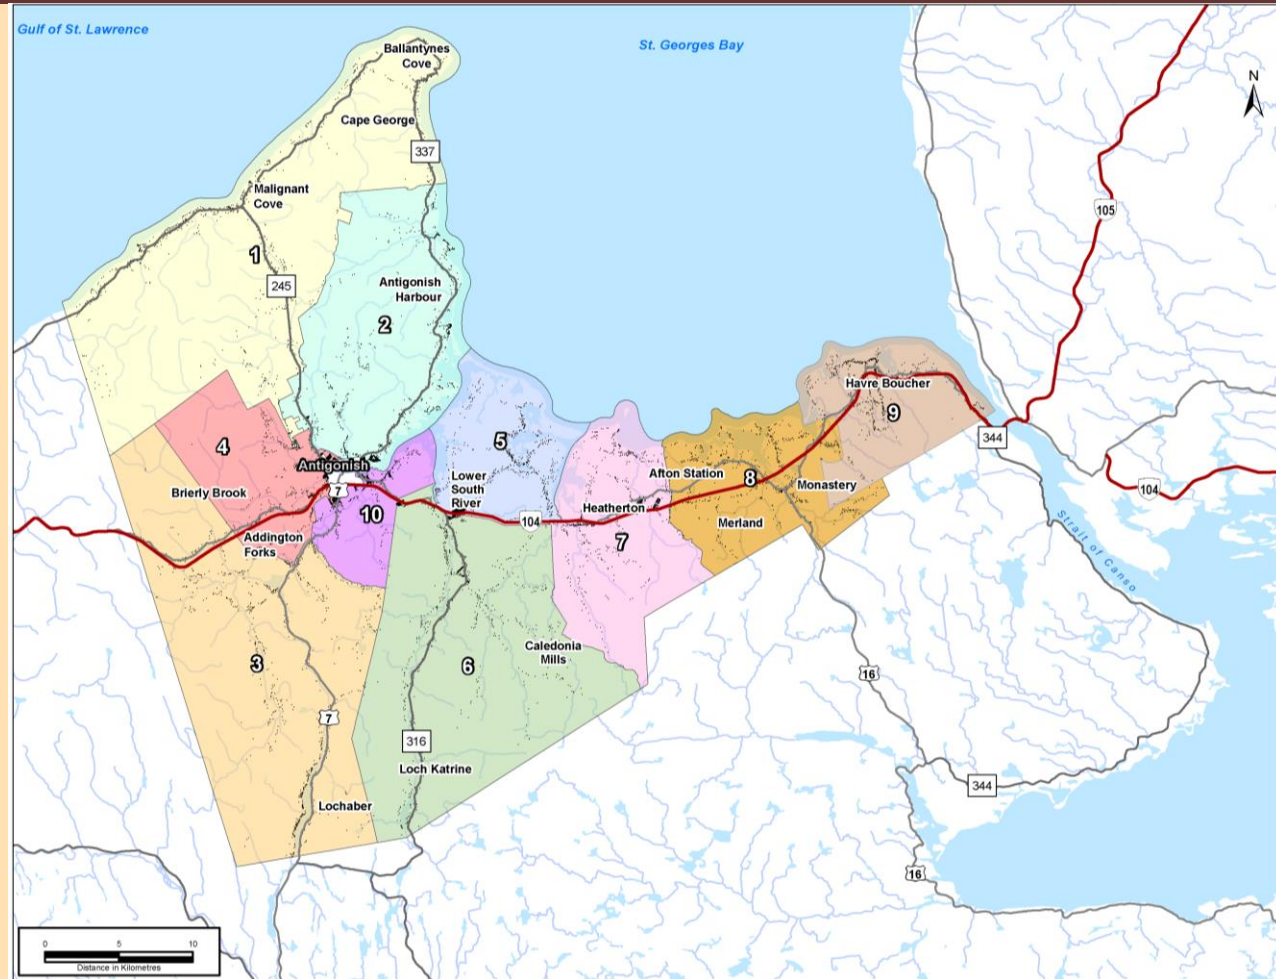 Gulf of St. Lawrence
St. Georges Bay
Ballantynes
Cove
N
Cape George
337
Malignant
Cove
105
1
245
Antigonish
Harbour
2
Havre Boucher
9
344
4
5
Antigonish
Lower
South
River
Afton Station
8
104
Brierly Brook
7
Monastery
Heatherton
10
104
Merland
Addington
Forks
7
Strait of Canso
Caledonia
Mills
3
6
16
7
316
Loch Katrine
344
Lochaber
16
0 5 10
Distance in Kilometres